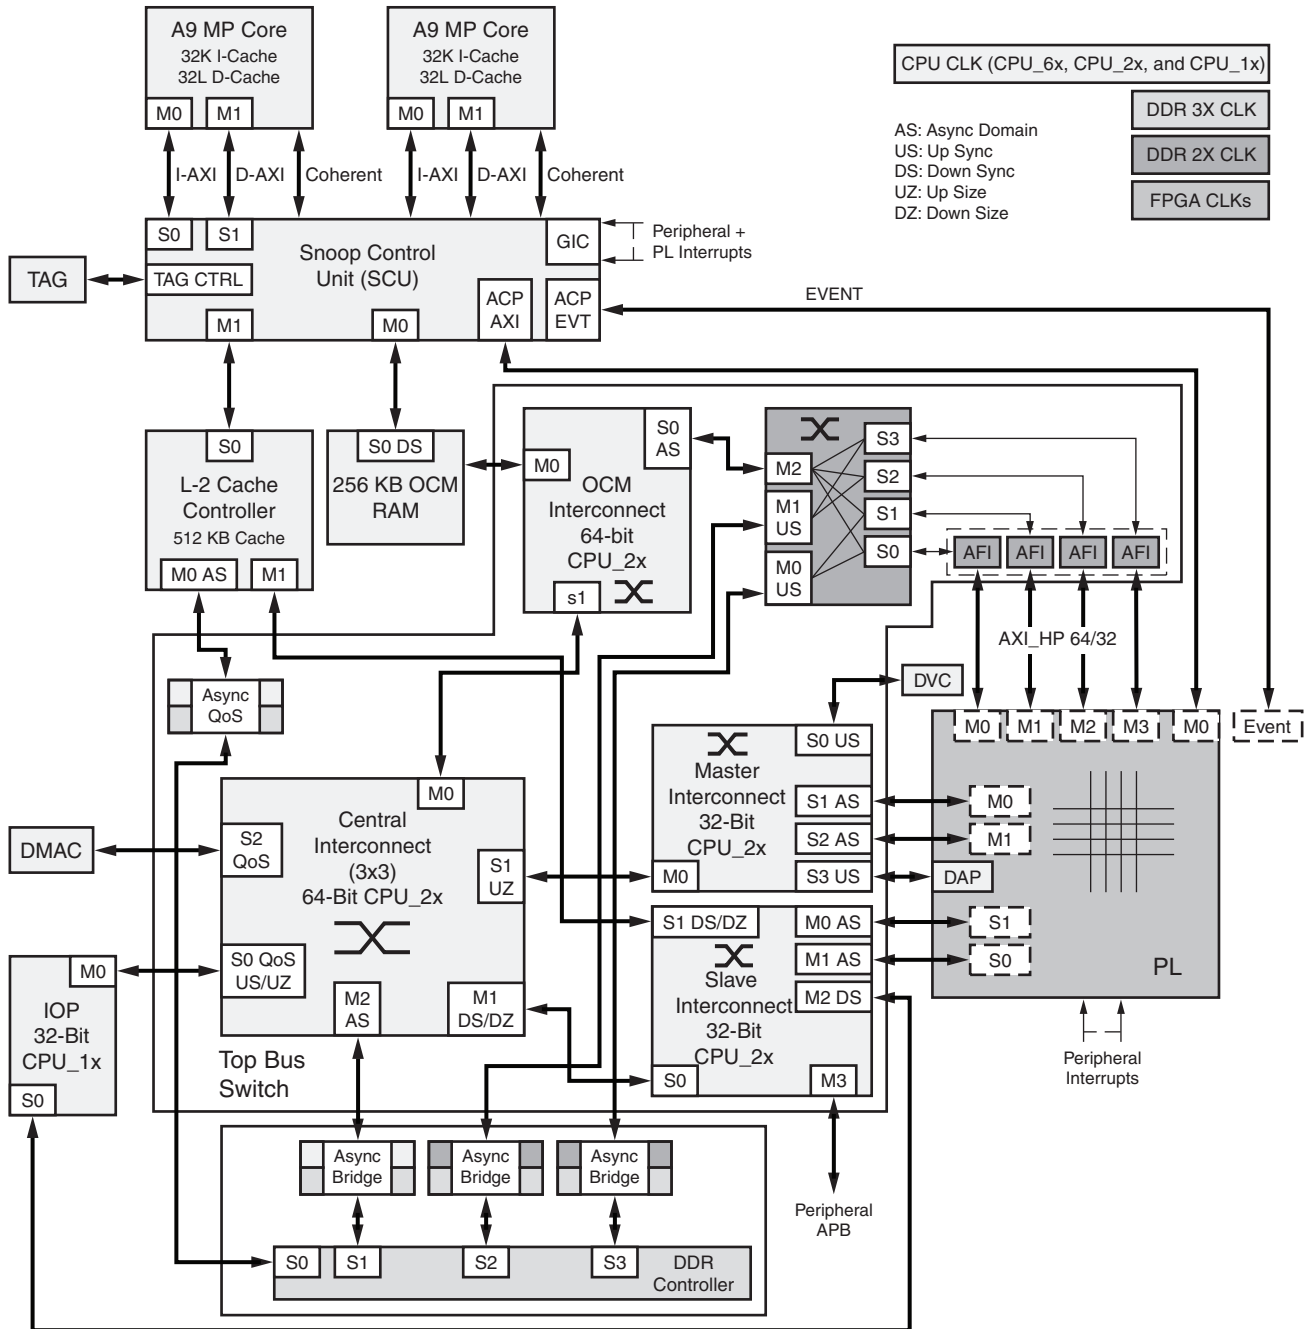 A9 MP Core
32K I-Cache
32L D-Cache
M0
M1
A9 MP Core
32K I-Cache
32L D-Cache
M0
M1
CPU CLK (CPU_6x, CPU_2x, and CPU_1x)
DDR 3X CLK
DDR 2X CLK
FPGA CLKs
AS: Async Domain
US: Up Sync
DS: Down Sync
UZ: Up Size
DZ: Down Size
I-AXI
D-AXI
Coherent
I-AXI
D-AXI
Coherent
S0
S1
Snoop Control
Unit (SCU)
GIC
Peripheral +
PL Interrupts
TAG
TAG CTRL
M1
M0
ACP
AXI
ACP
EVT
EVENT
S0
L-2 Cache
Controller
512 KB Cache
M0 AS
M1
S0 DS
256 KB OCM
RAM
M0
S0
AS
OCM
Interconnect
64-bit
CPU_2x
s1
M2
M1
US
M0
US
S3
S2
S1
S0
AFI
AFI
AFI
AFI
AXI_HP 64/32
Async
QoS
DVC
M0
M1
M2
M3
M0
Event
M0
M1
DAP
S1
S0
PL
Peripheral
Interrupts
S0 US
Master
Interconnect
32-Bit
CPU_2x
S1 AS
S2 AS
S3 US
M0
M0
Central
Interconnect
(3x3)
64-Bit CPU_2x
S2
QoS
S1
UZ
S0 QoS
US/UZ
M2
AS
M1
DS/DZ
DMAC
S1 DS/DZ
M0 AS
M1 AS
M2 DS
Slave
Interconnect
32-Bit
CPU_2x
S0
M3
M0
IOP
32-Bit
CPU_1x
S0
Top Bus
Switch
Async
Bridge
Async
Bridge
Async
Bridge
Peripheral
APB
S0
S1
S2
S3
DDR
Controller